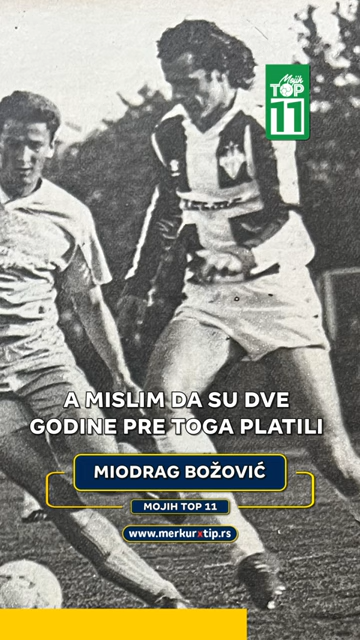 Mojih
TOP
11
A MISLIM DA SU DVE
GODINE PRE TOGA PLATILI
MIODRAG BOŽOVIĆ
MOJIH TOP 11
www.merkurxtip.rs